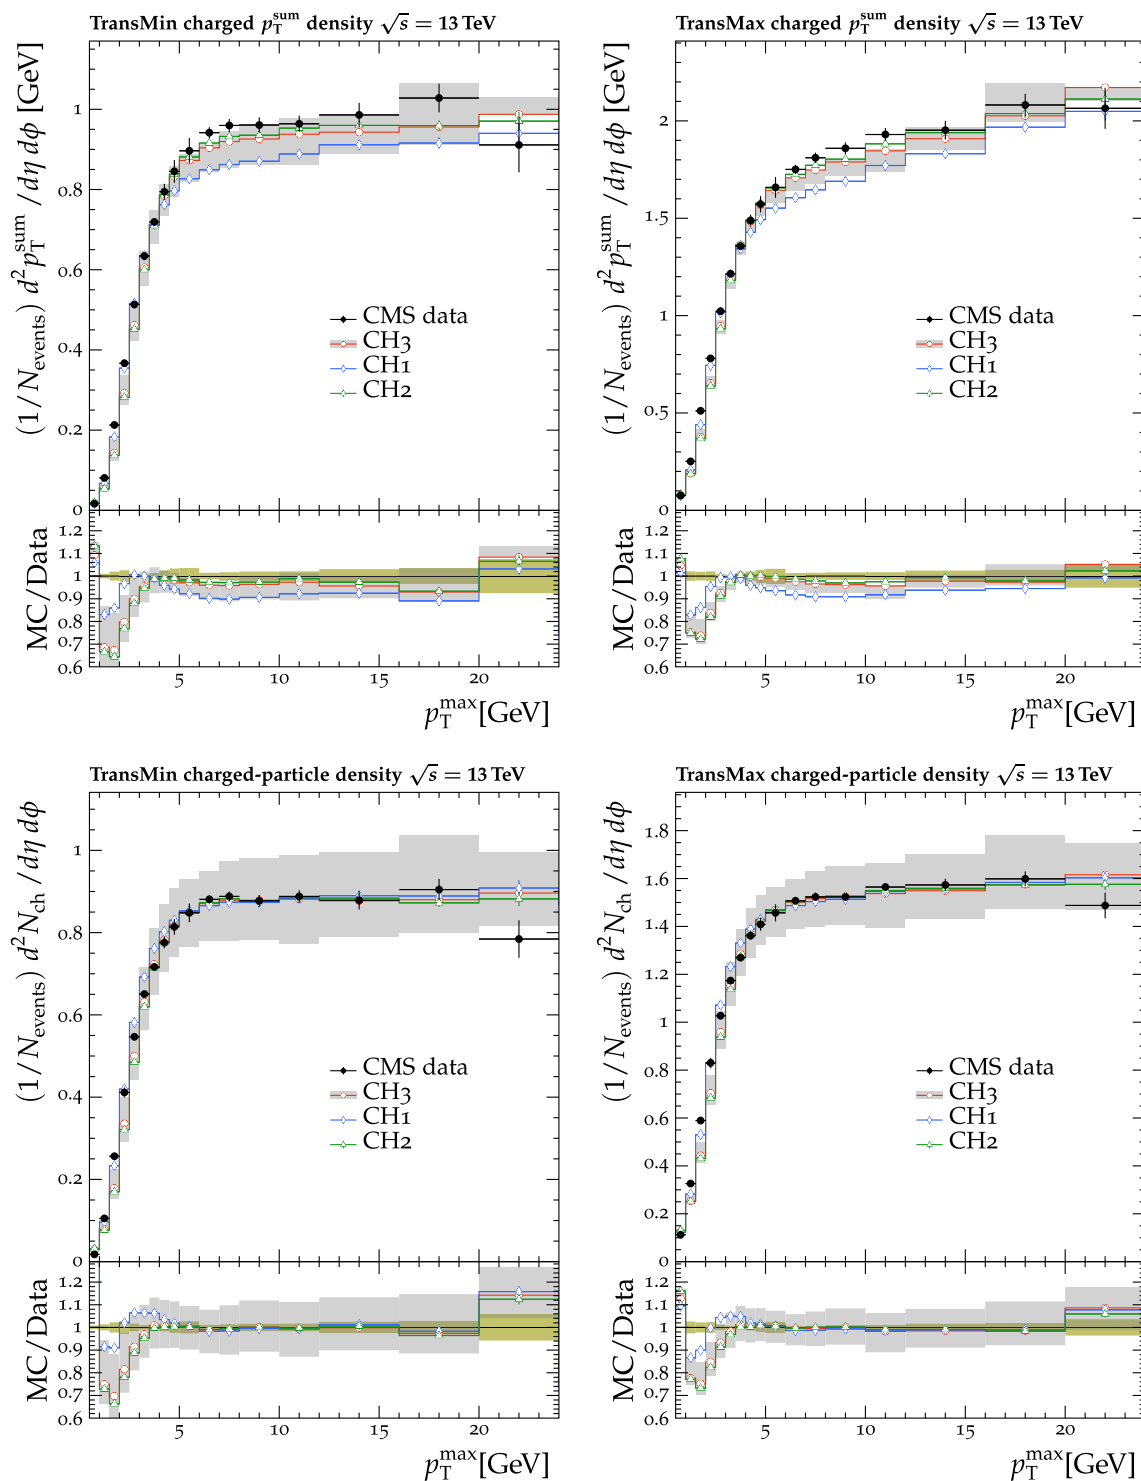 TransMin charged p_T^sum density √s = 13 TeV
(1/N_events) d²p_T^sum / dη dϕ [GeV]
1
0.8
0.6
0.4
0.2
0
CMS data
CH3
CH1
CH2
MC/Data
1.2
1.1
1
0.9
0.8
0.7
0.6
5 10 15 20
p_T^max [GeV]
TransMax charged p_T^sum density √s = 13 TeV
(1/N_events) d²p_T^sum / dη dϕ [GeV]
2
1.5
1
0.5
0
CMS data
CH3
CH1
CH2
MC/Data
1.2
1.1
1
0.9
0.8
0.7
0.6
5 10 15 20
p_T^max [GeV]
TransMin charged-particle density √s = 13 TeV
(1/N_events) d²N_ch / dη dϕ
1
0.8
0.6
0.4
0.2
0
CMS data
CH3
CH1
CH2
MC/Data
1.2
1.1
1
0.9
0.8
0.7
0.6
5 10 15 20
p_T^max [GeV]
TransMax charged-particle density √s = 13 TeV
(1/N_events) d²N_ch / dη dϕ
1.8
1.6
1.4
1.2
1
0.8
0.6
0.4
0.2
0
CMS data
CH3
CH1
CH2
MC/Data
1.2
1.1
1
0.9
0.8
0.7
0.6
5 10 15 20
p_T^max [GeV]